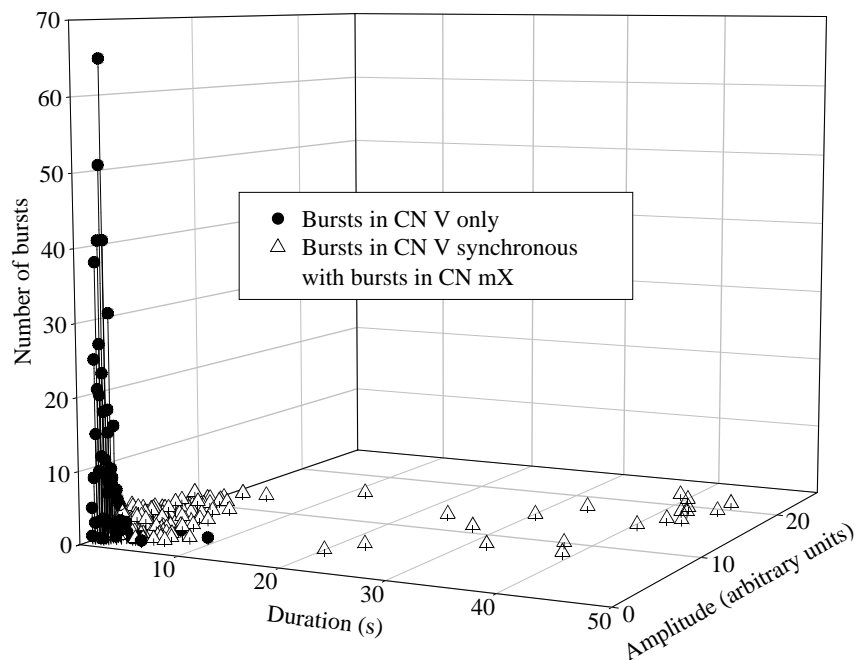 70
60
50
40
30
20
10
0
Number of bursts
Bursts in CN V only
Bursts in CN V synchronous
with bursts in CN mX
10
20
30
40
50
Duration (s)
0
10
20
Amplitude (arbitrary units)